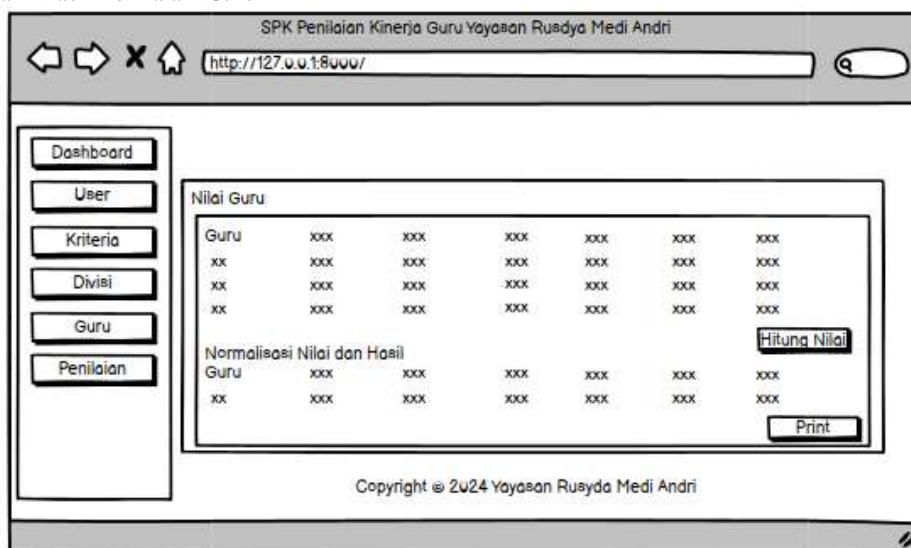 SPK Penilaian Kinerja Guru Yayasan Rusdya Medi Andri
http://127.0.0.1:8000/
Dashboard
User
Kriteria
Divisi
Guru
Penilaian
Nilai Guru
Guru xxx xxx xxx xxx xxx xxx
xx xxx xxx xxx xxx xxx xxx
xx xxx xxx xxx xxx xxx xxx
xx xxx xxx xxx xxx xxx xxx
Hitung Nilai
Normalisasi Nilai dan Hasil
Guru xxx xxx xxx xxx xxx xxx
xx xxx xxx xxx xxx xxx xxx
Print
Copyright © 2024 Yayasan Rusyda Medi Andri